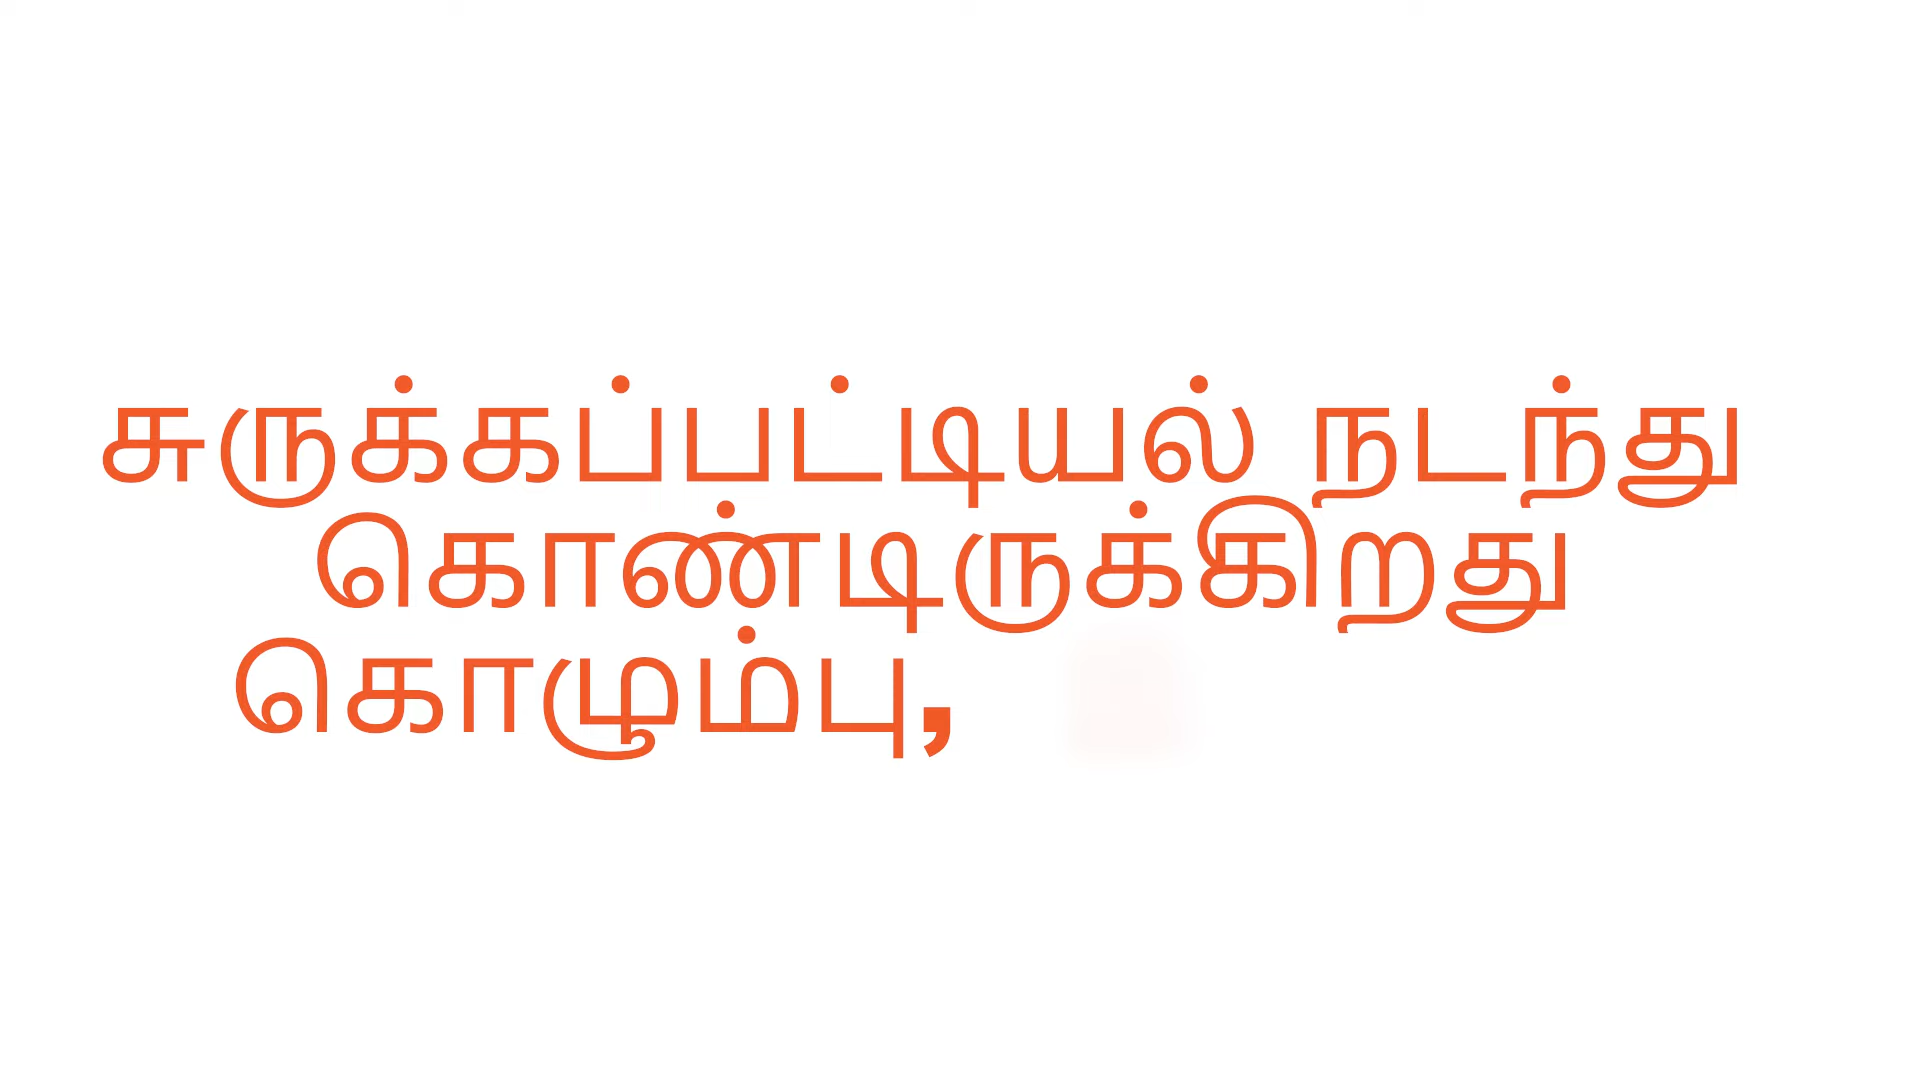 சுருக்கப்பட்டியல் நடந்து
கொண்டிருக்கிறது
கொழும்பு,